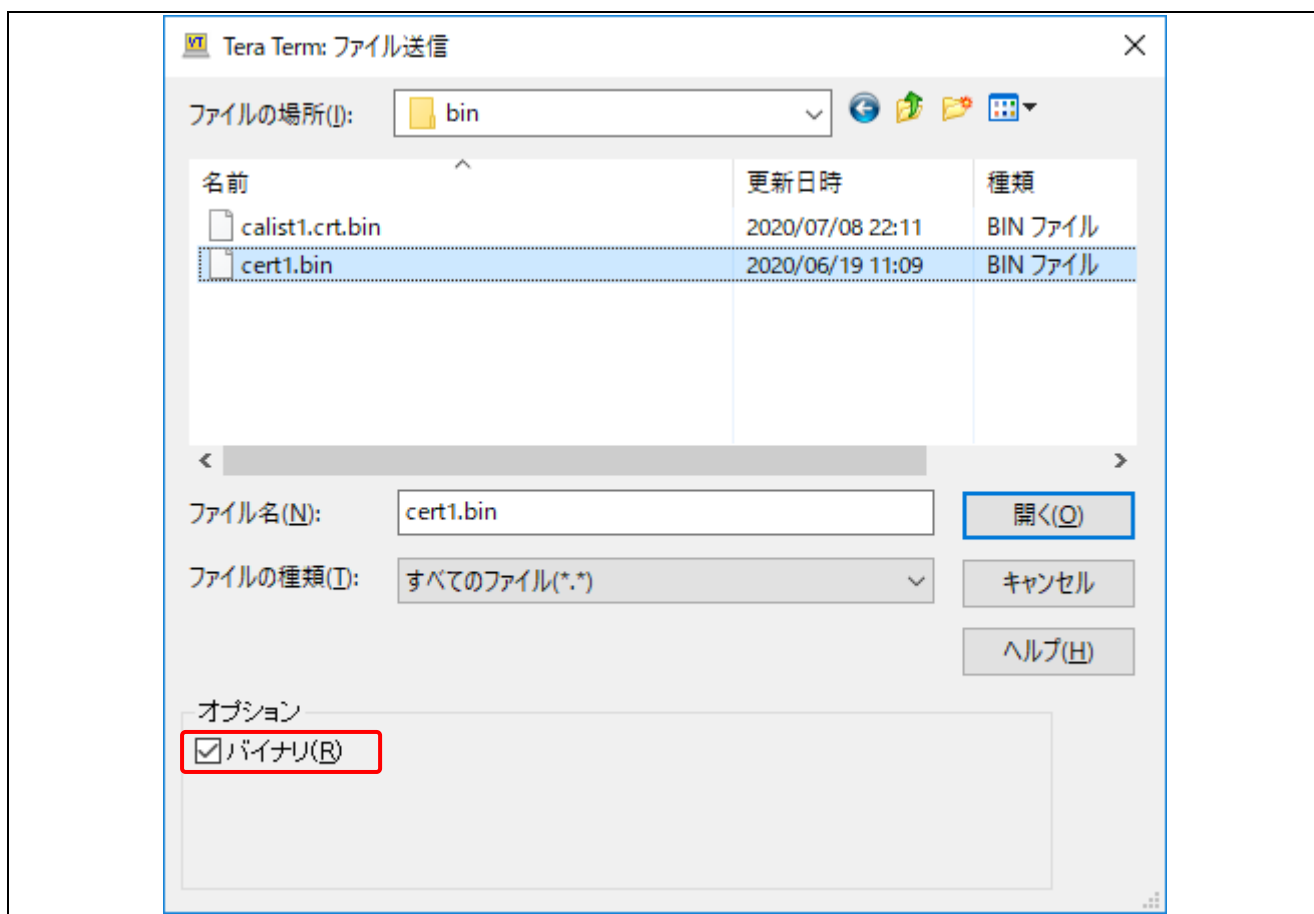 Tera Term: ファイル送信
ファイルの場所(I): bin
名前 更新日時 種類
calist1.crt.bin 2020/07/08 22:11 BIN ファイル
cert1.bin 2020/06/19 11:09 BIN ファイル
ファイル名(N): cert1.bin 開く(O)
ファイルの種類(T): すべてのファイル(*.*) キャンセル
ヘルプ(H)
オプション
バイナリ(R)